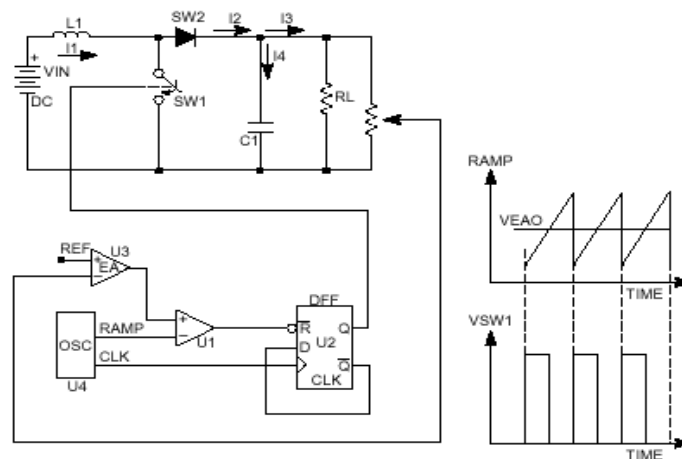 SW2
L1
I2
I3
I1
I4
VIN
DC
SW1
RL
C1
RAMP
VEAO
TIME
REF
U3
+
EA
−
DFF
R Q
D U2
Q
CLK
OSC
RAMP
CLK
U4
+
−
U1
VSW1
TIME